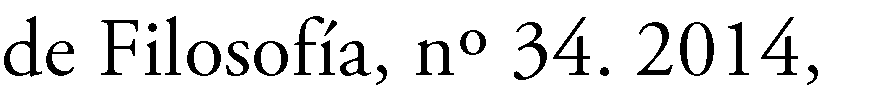 de Filosofía, nº 34. 2014,